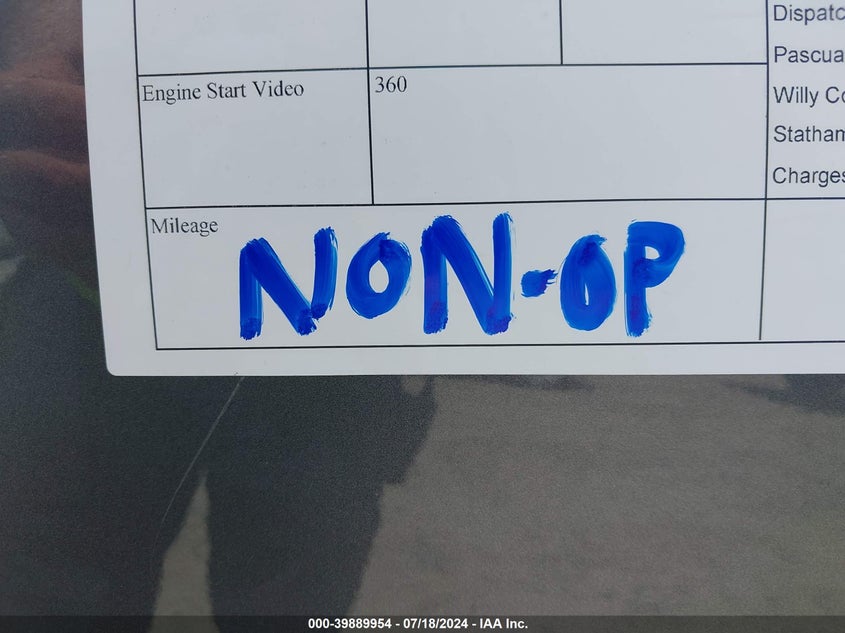 Dispatc
Pascua
Engine Start Video
360
Willy Co
Statham
Charges
Mileage
NON-OP
000-39889954 - 07/18/2024 - IAA Inc.